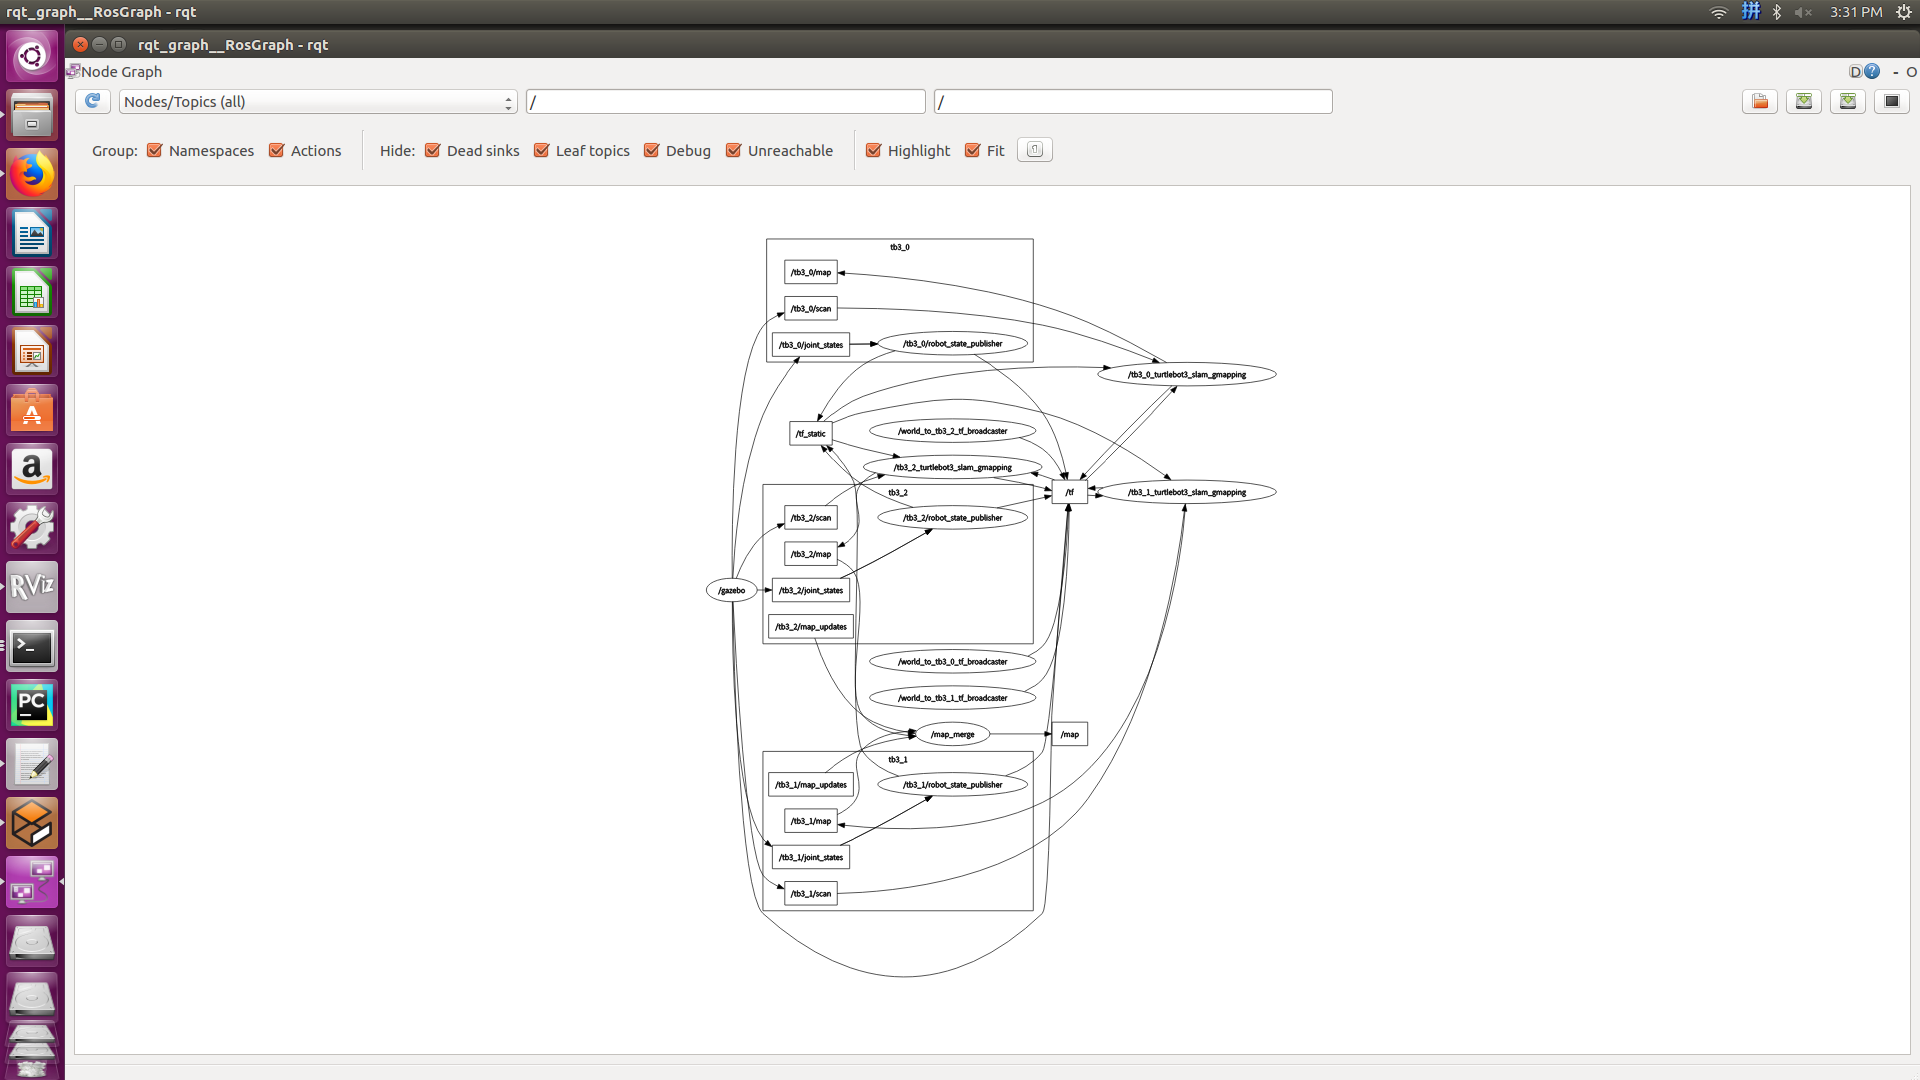 rqt_graph__RosGraph - rqt
拼
3:31 PM
rqt_graph__RosGraph - rqt
Node Graph
D ? - O
Nodes/Topics (all)
/
/
Group: Namespaces Actions Hide: Dead sinks Leaf topics Debug Unreachable Highlight Fit
tb3_0
/tb3_0/map
/tb3_0/scan
/tb3_0/joint_states
/tb3_0/robot_state_publisher
/tb3_0_turtlebot3_slam_gmapping
/tf_static
/world_to_tb3_2_tf_broadcaster
/tb3_2_turtlebot3_slam_gmapping
tb3_2
/tf
/tb3_1_turtlebot3_slam_gmapping
/tb3_2/scan
/tb3_2/robot_state_publisher
/tb3_2/map
/gazebo
/tb3_2/joint_states
/tb3_2/map_updates
/world_to_tb3_0_tf_broadcaster
/world_to_tb3_1_tf_broadcaster
/map_merge
/map
tb3_1
/tb3_1/map_updates
/tb3_1/robot_state_publisher
/tb3_1/map
/tb3_1/joint_states
/tb3_1/scan
A
a
RViz
>_
PC